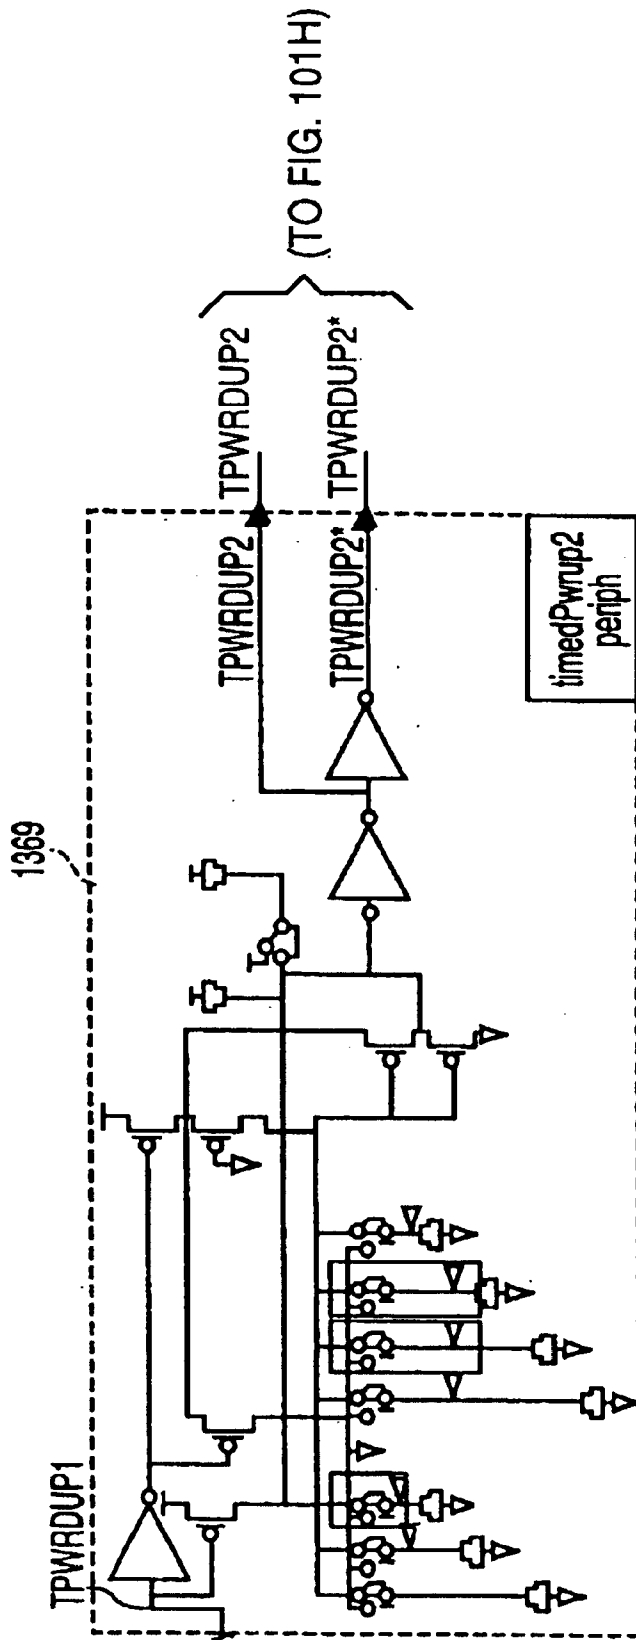 1369
TPWRDUP1
TPWRDUP2
TPWRDUP2
TPWRDUP2*
TPWRDUP2*
(TO FIG. 101H)
timedPwrup2
periph